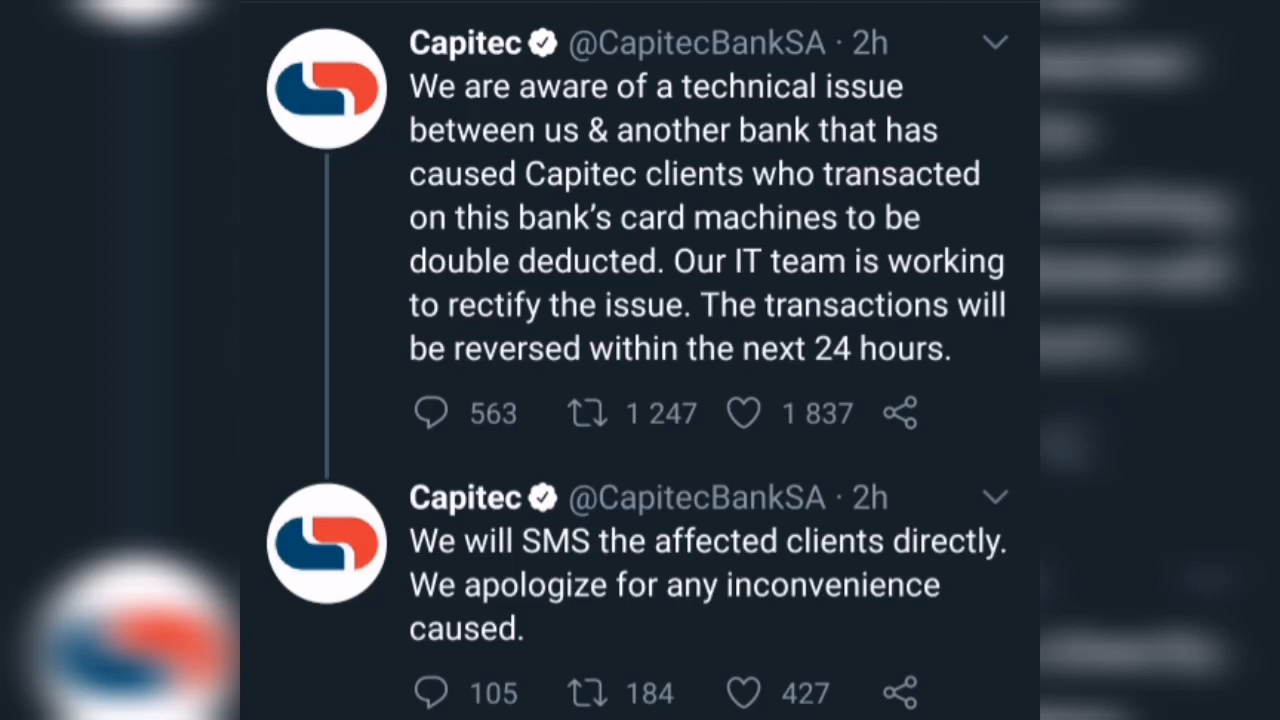 Capitec @CapitecBankSA · 2h
We are aware of a technical issue
between us & another bank that has
caused Capitec clients who transacted
on this bank’s card machines to be
double deducted. Our IT team is working
to rectify the issue. The transactions will
be reversed within the next 24 hours.
563 1 247 1 837
Capitec @CapitecBankSA · 2h
We will SMS the affected clients directly.
We apologize for any inconvenience
caused.
105 184 427